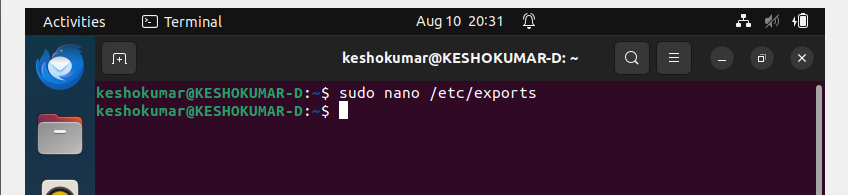 Activities Terminal Aug 10 20:31
keshokumar@KESHOKUMAR-D: ~
keshokumar@KESHOKUMAR-D:~$ sudo nano /etc/exports
keshokumar@KESHOKUMAR-D:~$